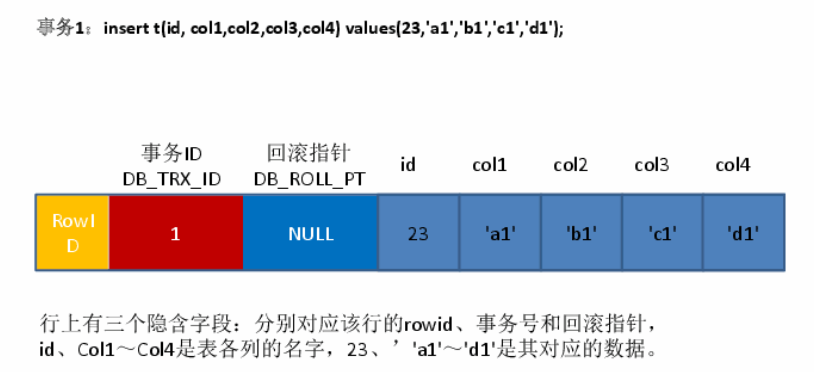 事务1：insert t(id, col1,col2,col3,col4) values(23,'a1','b1','c1','d1');
事务ID 回滚指针 id col1 col2 col3 col4
DB_TRX_ID DB_ROLL_PT
RowI
D 1 NULL 23 'a1' 'b1' 'c1' 'd1'
行上有三个隐含字段：分别对应该行的rowid、事务号和回滚指针，
id、Col1～Col4是表各列的名字，23、’'a1'～'d1'是其对应的数据。